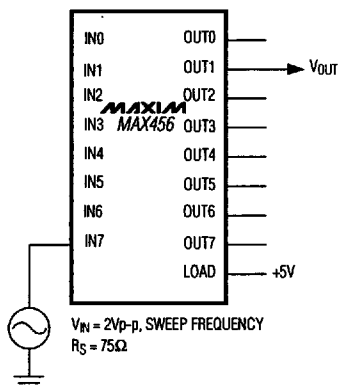 IN0 OUT0
IN1 OUT1 VOUT
IN2 OUT2
MAXIM
IN3 MAX456 OUT3
IN4 OUT4
IN5 OUT5
IN6 OUT6
IN7 OUT7
LOAD +5V
VIN = 2Vp-p, SWEEP FREQUENCY
RS = 75Ω